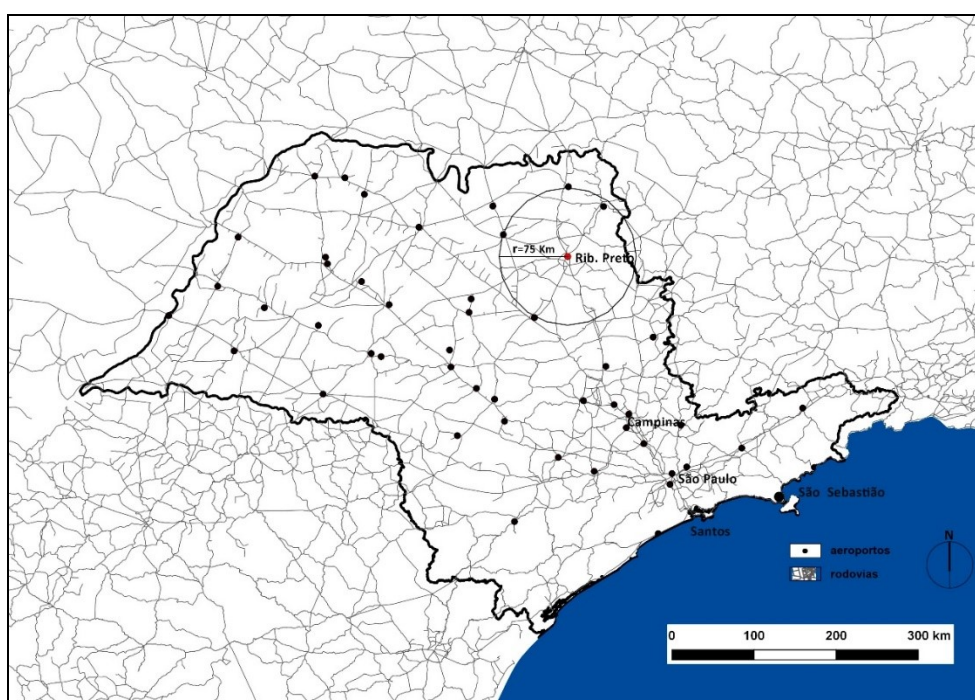 r=75 Km
Rib. Preto
Campinas
São Paulo
São Sebastião
Santos
N
aeroportos
rodovias
0 100 200 300 km